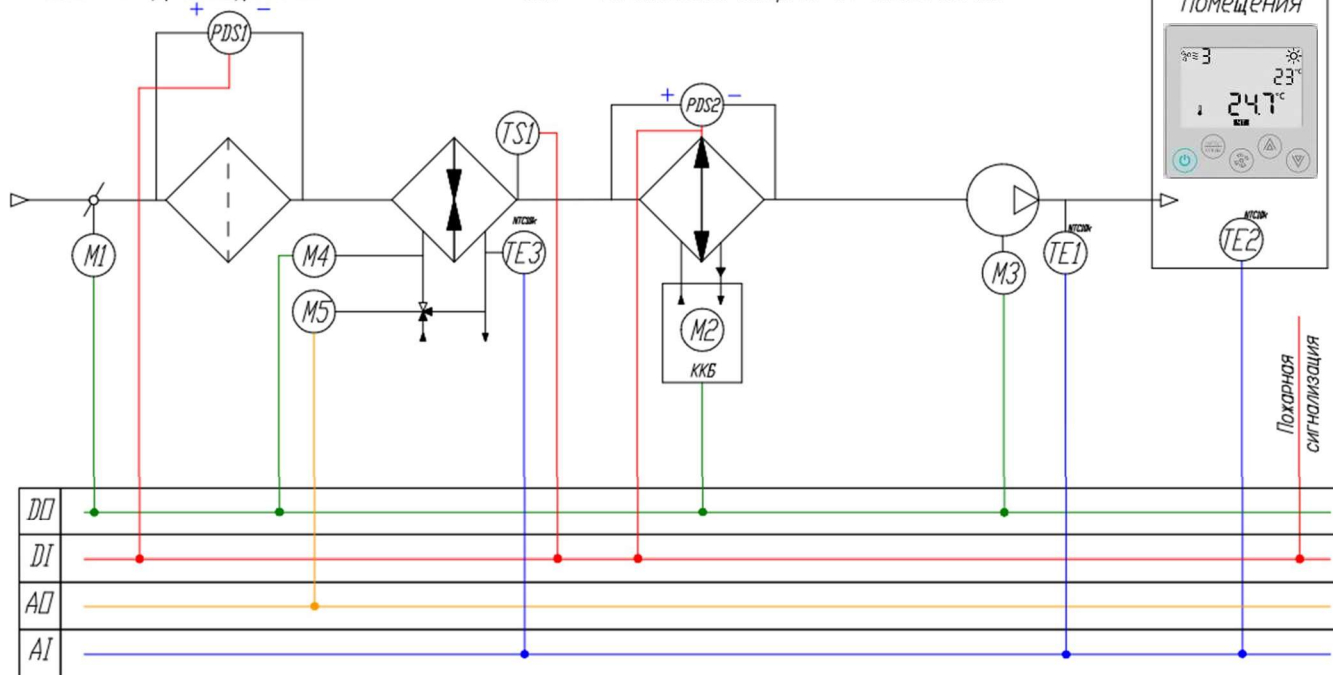 помещения
+ PDS1 -
3
23°C
24.7°C
+ PDS2 -
TS1
NTC10k
TE3
M1
M4
M5
M2
ККБ
M3
NTC10k
TE1
NTC10k
TE2
Пожарная
сигнализация
DO
DI
AO
AI